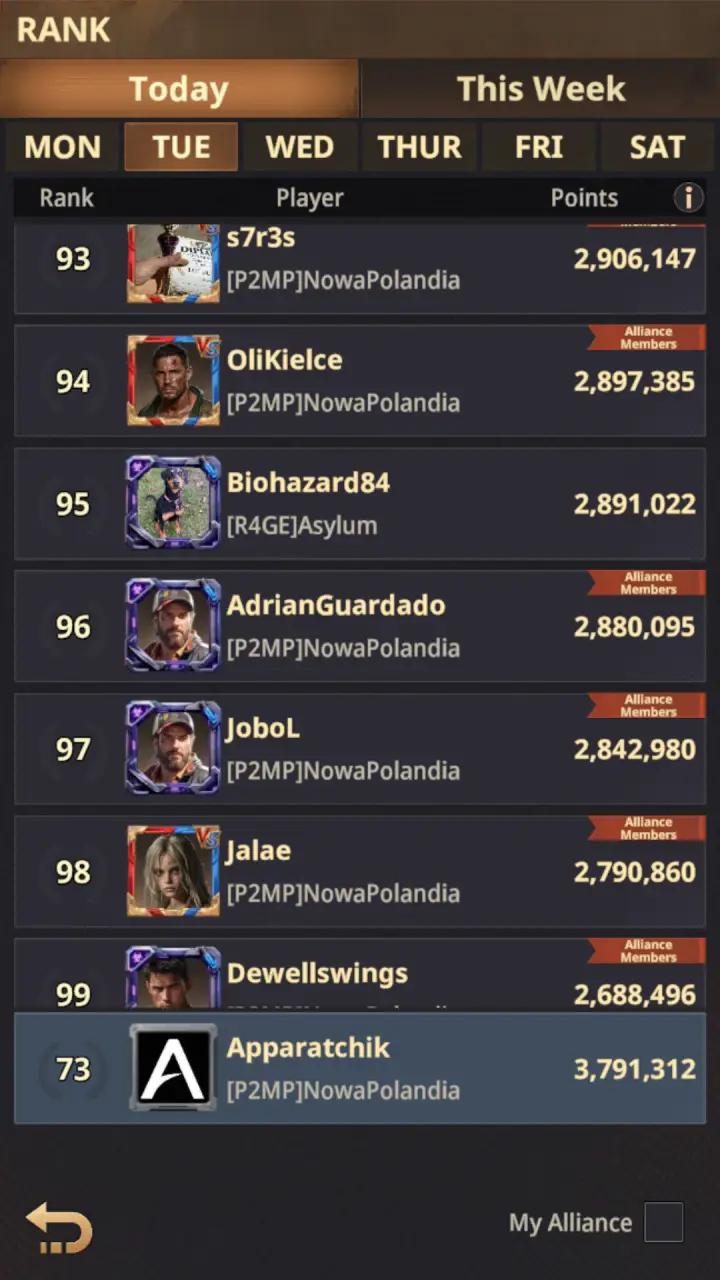 RANK
Today This Week
MON TUE WED THUR FRI SAT
Rank Player Points
93 s7r3s 2,906,147
[P2MP]NowaPolandia
Alliance Members
94 OliKielce 2,897,385
[P2MP]NowaPolandia
95 Biohazard84 2,891,022
[R4GE]Asylum
Alliance Members
96 AdrianGuardado 2,880,095
[P2MP]NowaPolandia
Alliance Members
97 JoboL 2,842,980
[P2MP]NowaPolandia
Alliance Members
98 Jalae 2,790,860
[P2MP]NowaPolandia
Alliance Members
99 Dewellswings 2,688,496
73 Apparatchik 3,791,312
[P2MP]NowaPolandia
My Alliance